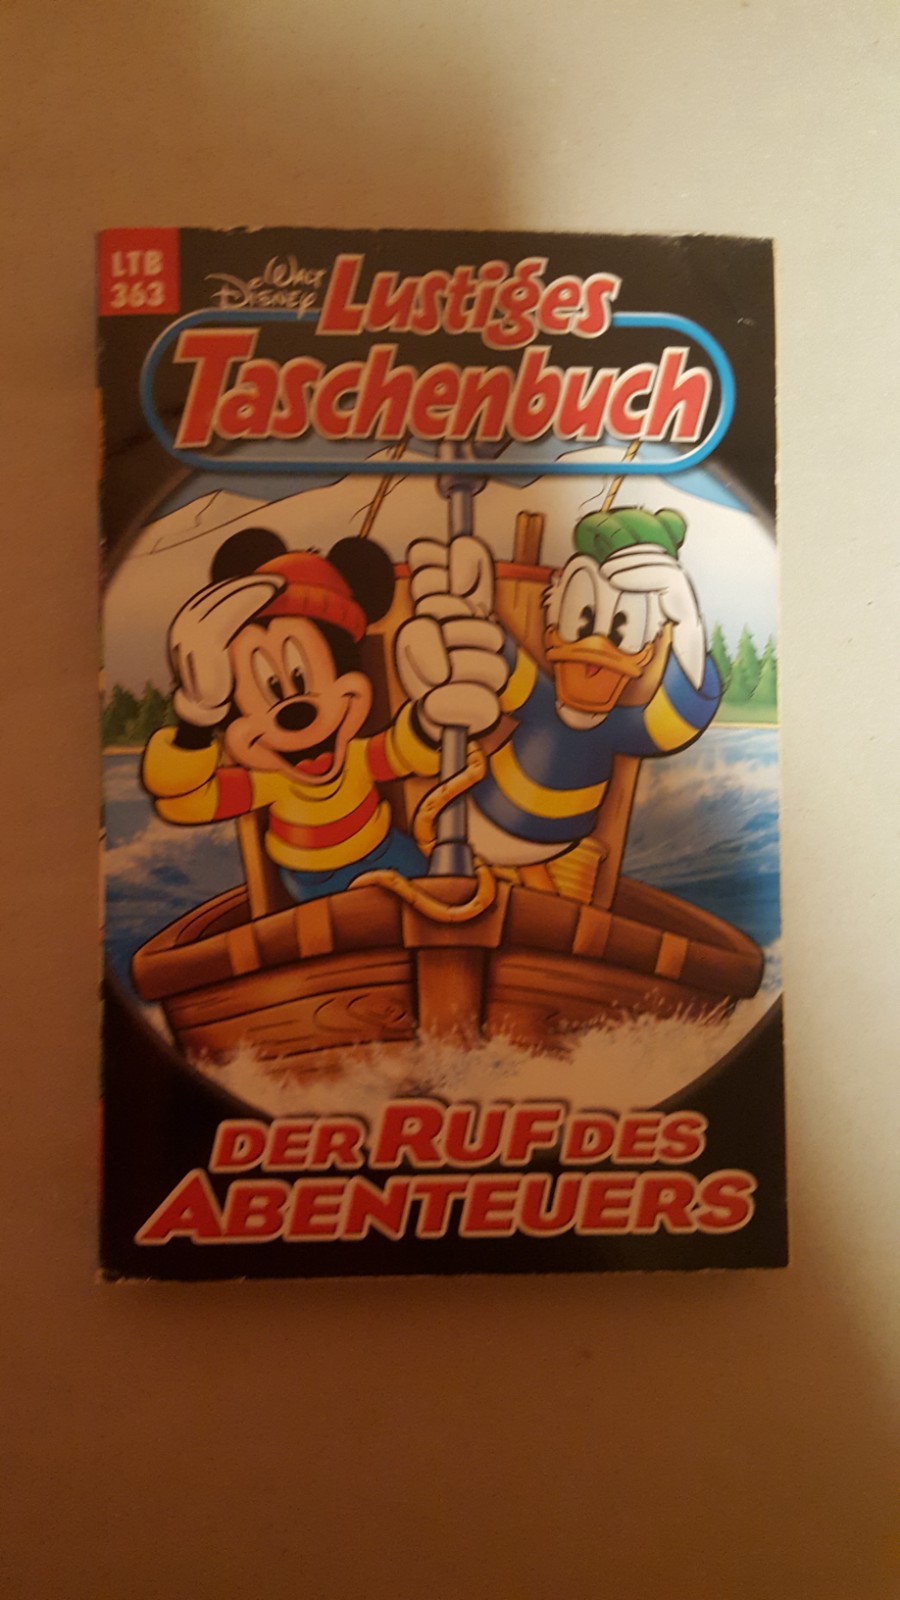 LTB
363
WALT
DISNEY
Lustiges
Taschenbuch
DER RUF DES
ABENTEUERS